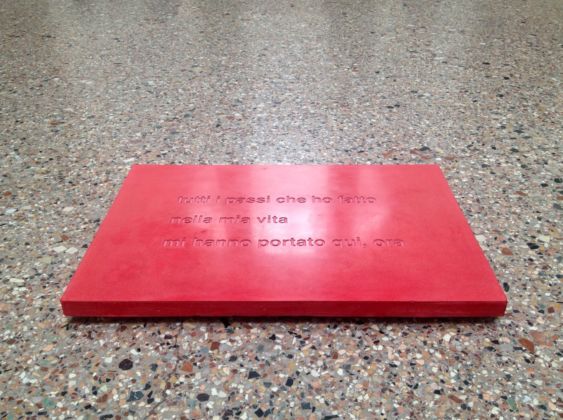 tutti i passi che ho fatto
nella mia vita
mi hanno portato qui, ora